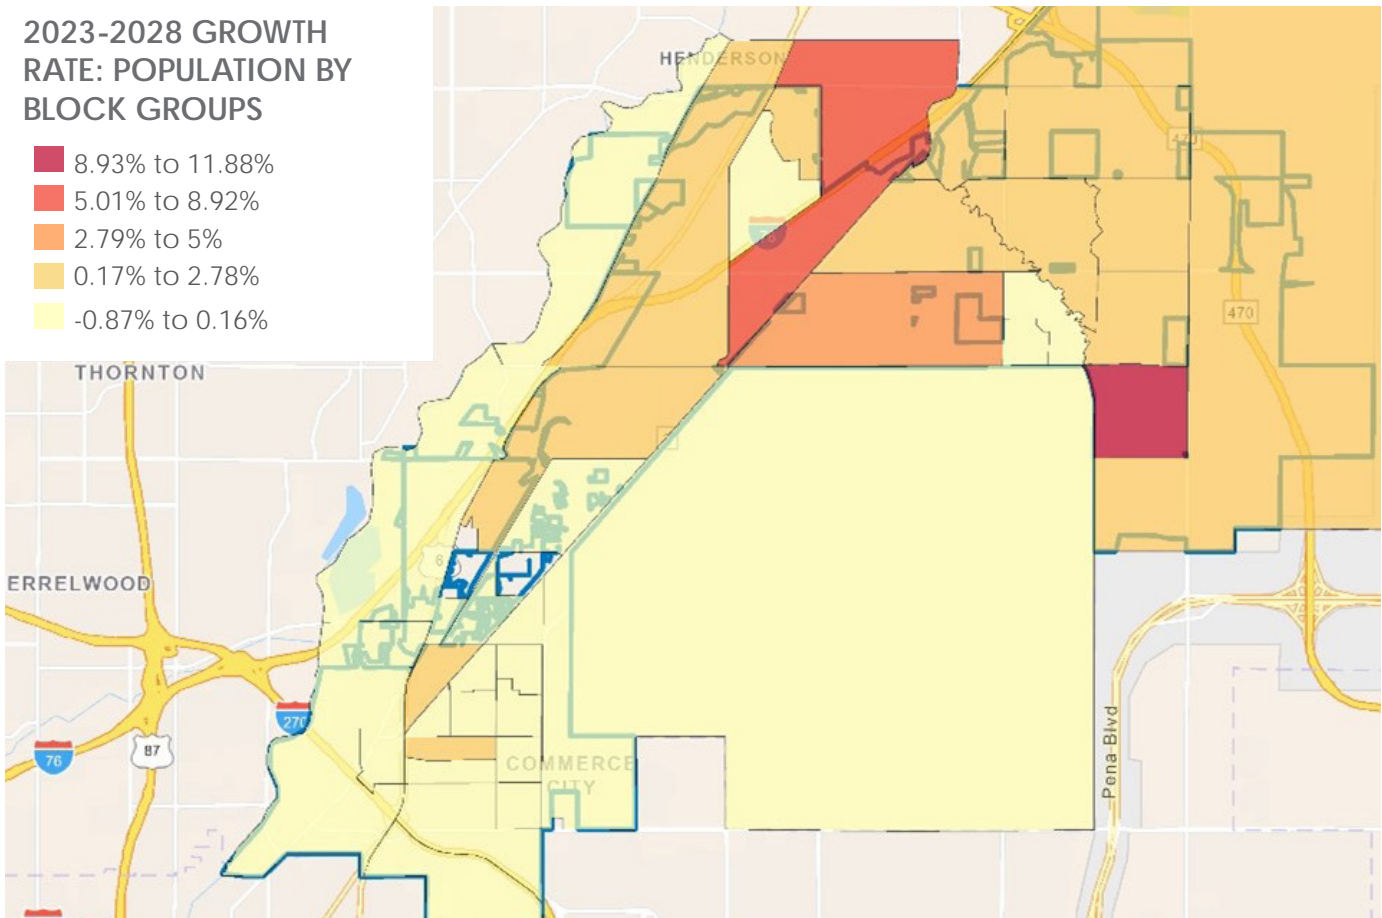 2023-2028 GROWTH
RATE: POPULATION BY
BLOCK GROUPS
8.93% to 11.88%
5.01% to 8.92%
2.79% to 5%
0.17% to 2.78%
-0.87% to 0.16%
HENDERSON
470
76
470
THORNTON
6
ERRELWOOD
270
87
76
COMMERCE
CITY
Pena Blvd